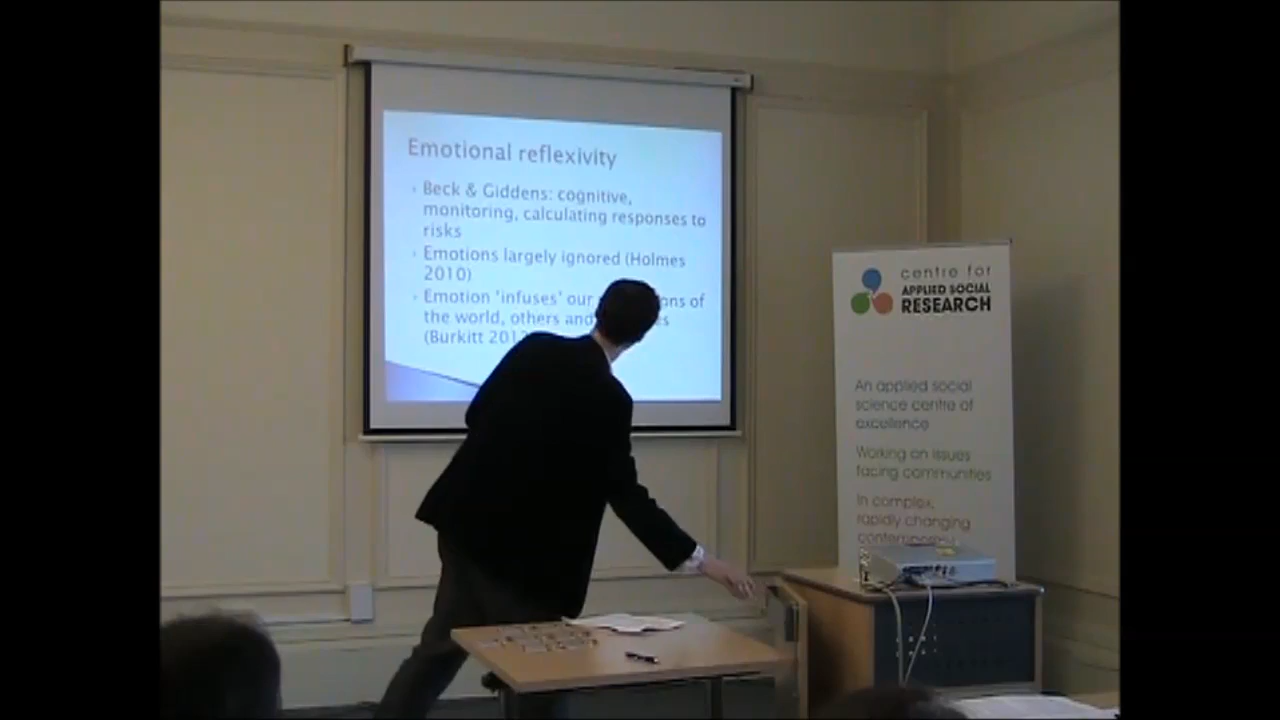 Emotional reflexivity
Beck & Giddens: cognitive,
monitoring, calculating responses to
risks
Emotions largely ignored (Holmes
2010)
Emotion 'infuses' our of
the world, others and
(Burkitt
centre for
APPLIED SOCIAL
RESEARCH
An applied social
science centre of
excellence
Working on issues
facing communities
In complex,
rapidly changing
contemporary